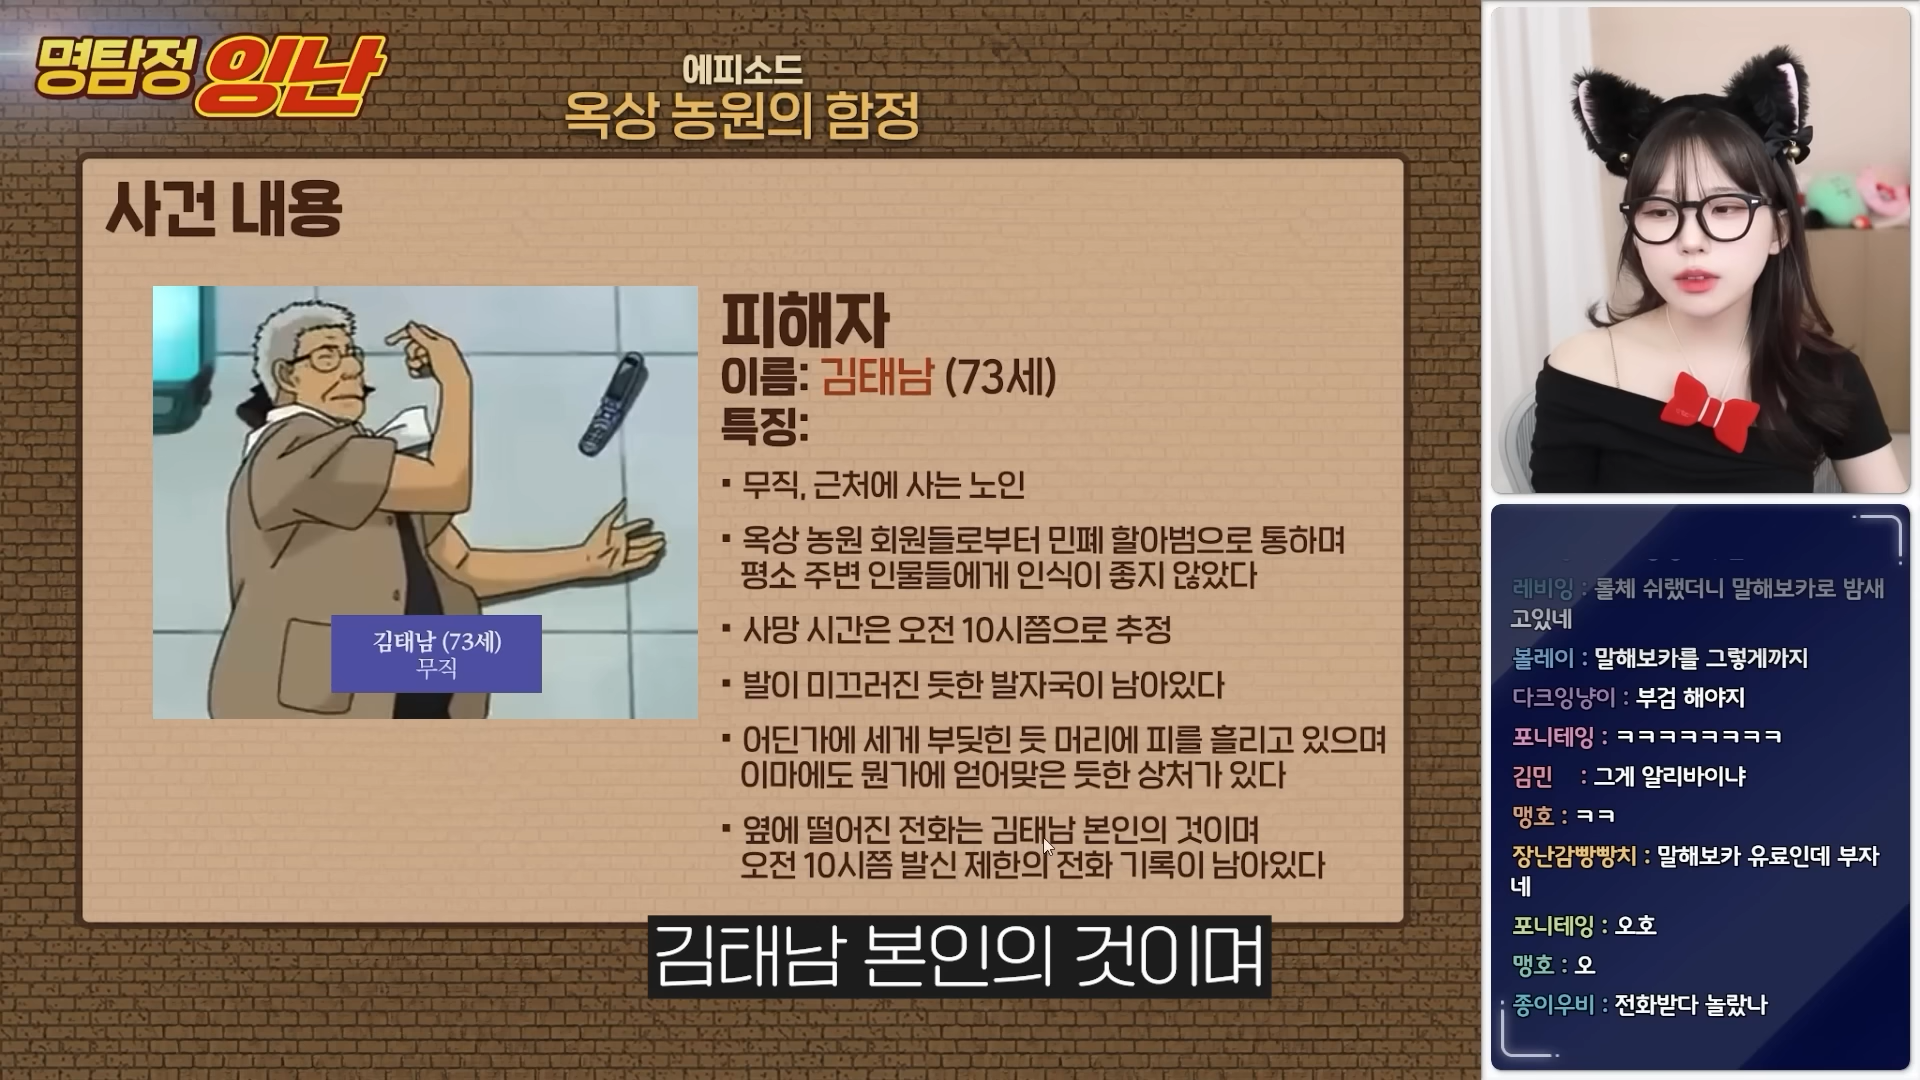 명탐정 잉난
에피소드
옥상 농원의 함정
사건 내용
김태남 (73세)
무직
피해자
이름: 김태남 (73세)
특징:
▪ 무직, 근처에 사는 노인
▪ 옥상 농원 회원들로부터 민폐 할아범으로 통하며
평소 주변 인물들에게 인식이 좋지 않았다
▪ 사망 시간은 오전 10시쯤으로 추정
▪ 발이 미끄러진 듯한 발자국이 남아있다
▪ 어딘가에 세게 부딪힌 듯 머리에 피를 흘리고 있으며
이마에도 뭔가에 얻어맞은 듯한 상처가 있다
▪ 옆에 떨어진 전화는 김태남 본인의 것이며
오전 10시쯤 발신 제한의 전화 기록이 남아있다
김태남 본인의 것이며
레비잉 : 롤체 쉬랬더니 말해보카로 밤새
고있네
볼레이 : 말해보카를 그렇게까지
다크잉냥이 : 부검 해야지
포니테잉 : ㅋㅋㅋㅋㅋㅋㅋㅋ
김민 : 그게 알리바이냐
맹호 : ㅋㅋ
장난감빵빵치 : 말해보카 유료인데 부자
네
포니테잉 : 오호
맹호 : 오
종이우비 : 전화받다 놀랐나